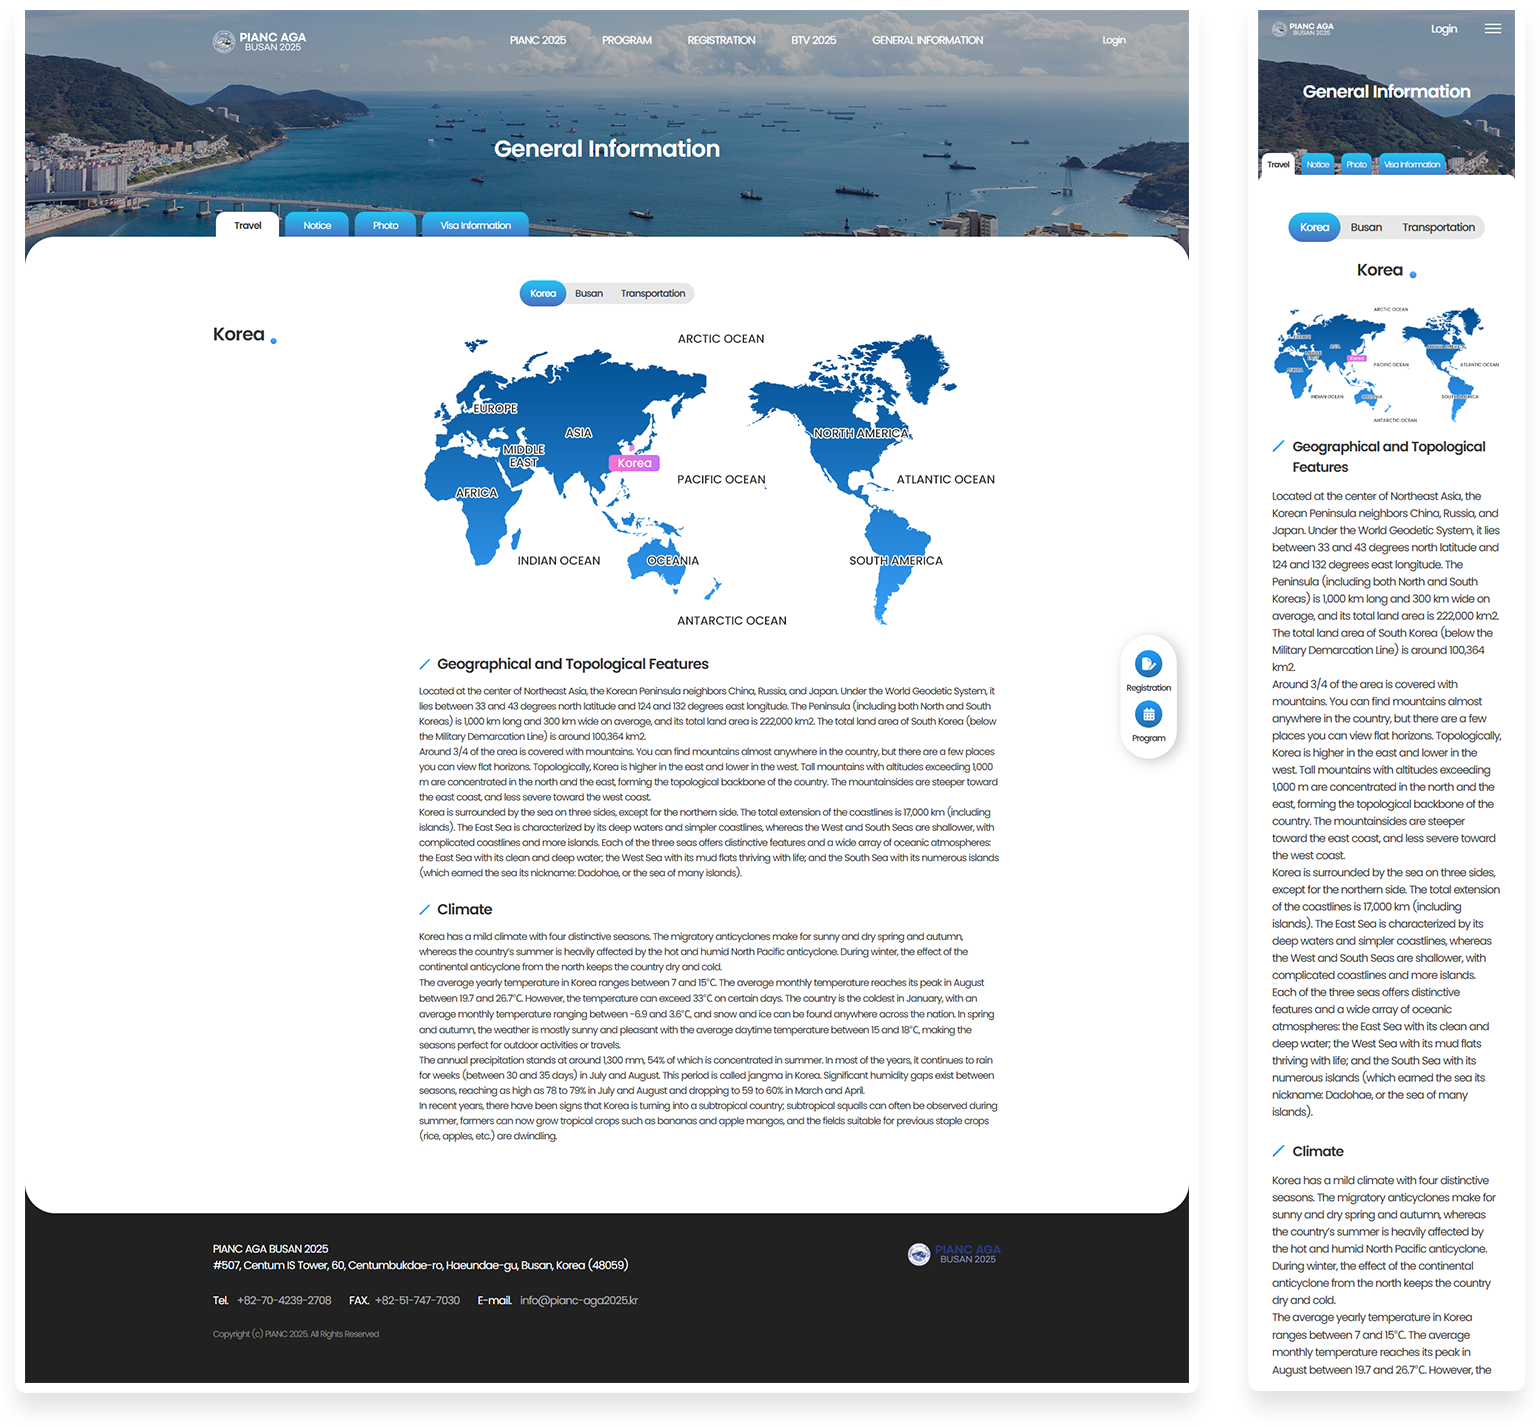 PIANC AGA
BUSAN 2025
PIANC 2025
PROGRAM
REGISTRATION
BTV 2025
GENERAL INFORMATION
Login
General Information
Travel
Notice
Photo
Visa Information
Korea
Busan
Transportation
Korea
ARCTIC OCEAN
EUROPE
ASIA
NORTH AMERICA
MIDDLE
EAST
Korea
PACIFIC OCEAN
ATLANTIC OCEAN
AFRICA
INDIAN OCEAN
OCEANIA
SOUTH AMERICA
ANTARCTIC OCEAN
Geographical and Topological Features
Located at the center of Northeast Asia, the Korean Peninsula neighbors China, Russia, and Japan. Under the World Geodetic System, it
lies between 33 and 43 degrees north latitude and 124 and 132 degrees east longitude. The Peninsula (including both North and South
Koreas) is 1,000 km long and 300 km wide on average, and its total land area is 222,000 km2. The total land area of South Korea (below
the Military Demarcation Line) is around 100,364 km2.
Around 3/4 of the area is covered with mountains. You can find mountains almost anywhere in the country, but there are a few places
you can view flat horizons. Topologically, Korea is higher in the east and lower in the west. Tall mountains with altitudes exceeding 1,000
m are concentrated in the north and the east, forming the topological backbone of the country. The mountainsides are steeper toward
the east coast, and less severe toward the west coast.
Korea is surrounded by the sea on three sides, except for the northern side. The total extension of the coastlines is 17,000 km (including
islands). The East Sea is characterized by its deep waters and simpler coastlines, whereas the West and South Seas are shallower, with
complicated coastlines and more islands. Each of the three seas offers distinctive features and a wide array of oceanic atmospheres:
the East Sea with its clean and deep water; the West Sea with its mud flats thriving with life; and the South Sea with its numerous islands
(which earned the sea its nickname: Dadohae, or the sea of many islands).
Climate
Korea has a mild climate with four distinctive seasons. The migratory anticyclones make for sunny and dry spring and autumn,
whereas the country's summer is heavily affected by the hot and humid North Pacific anticyclone. During winter, the effect of the
continental anticyclone from the north keeps the country dry and cold.
The average yearly temperature in Korea ranges between 7 and 15°C. The average monthly temperature reaches its peak in August
between 19.7 and 26.7°C. However, the temperature can exceed 33°C on certain days. The country is the coldest in January, with an
average monthly temperature ranging between -6.9 and 3.6°C, and snow and ice can be found anywhere across the nation. In spring
and autumn, the weather is mostly sunny and pleasant with the average daytime temperature between 15 and 18°C, making the
seasons perfect for outdoor activities or travels.
The annual precipitation stands at around 1,300 mm, 54% of which is concentrated in summer. In most of the years, it continues to rain
for weeks (between 30 and 35 days) in July and August. This period is called jangma in Korea. Significant humidity gaps exist between
seasons, reaching as high as 78 to 79% in July and August and dropping to 59 to 60% in March and April.
In recent years, there have been signs that Korea is turning into a subtropical country; subtropical squalls can often be observed during
summer, farmers can now grow tropical crops such as bananas and apple mangos, and the fields suitable for previous staple crops
(rice, apples, etc.) are dwindling.
Registration
Program
PIANC AGA BUSAN 2025
#507, Centum IS Tower, 60, Centumbukdae-ro, Haeundae-gu, Busan, Korea (48059)
Tel. +82-70-4239-2708 FAX. +82-51-747-7030 E-mail. info@pianc-aga2025.kr
Copyright (c) PIANC 2025. All Rights Reserved
PIANC AGA
BUSAN 2025
PIANC AGA
BUSAN 2025
Login
General Information
Travel
Notice
Photo
Visa Information
Korea
Busan
Transportation
Korea
ARCTIC OCEAN
EUROPE
ASIA
NORTH AMERICA
MIDDLE
EAST
Korea
PACIFIC OCEAN
ATLANTIC OCEAN
AFRICA
INDIAN OCEAN
OCEANIA
SOUTH AMERICA
ANTARCTIC OCEAN
Geographical and Topological
Features
Located at the center of Northeast Asia, the
Korean Peninsula neighbors China, Russia, and
Japan. Under the World Geodetic System, it lies
between 33 and 43 degrees north latitude and
124 and 132 degrees east longitude. The
Peninsula (including both North and South
Koreas) is 1,000 km long and 300 km wide on
average, and its total land area is 222,000 km2.
The total land area of South Korea (below the
Military Demarcation Line) is around 100,364
km2.
Around 3/4 of the area is covered with
mountains. You can find mountains almost
anywhere in the country, but there are a few
places you can view flat horizons. Topologically,
Korea is higher in the east and lower in the
west. Tall mountains with altitudes exceeding
1,000 m are concentrated in the north and the
east, forming the topological backbone of the
country. The mountainsides are steeper
toward the east coast, and less severe toward
the west coast.
Korea is surrounded by the sea on three sides,
except for the northern side. The total extension
of the coastlines is 17,000 km (including
islands). The East Sea is characterized by its
deep waters and simpler coastlines, whereas
the West and South Seas are shallower, with
complicated coastlines and more islands.
Each of the three seas offers distinctive
features and a wide array of oceanic
atmospheres: the East Sea with its clean and
deep water; the West Sea with its mud flats
thriving with life; and the South Sea with its
numerous islands (which earned the sea its
nickname: Dadohae, or the sea of many
islands).
Climate
Korea has a mild climate with four distinctive
seasons. The migratory anticyclones make for
sunny and dry spring and autumn, whereas
the country's summer is heavily affected by
the hot and humid North Pacific anticyclone.
During winter, the effect of the continental
anticyclone from the north keeps the country
dry and cold.
The average yearly temperature in Korea
ranges between 7 and 15°C. The average
monthly temperature reaches its peak in
August between 19.7 and 26.7°C. However, the